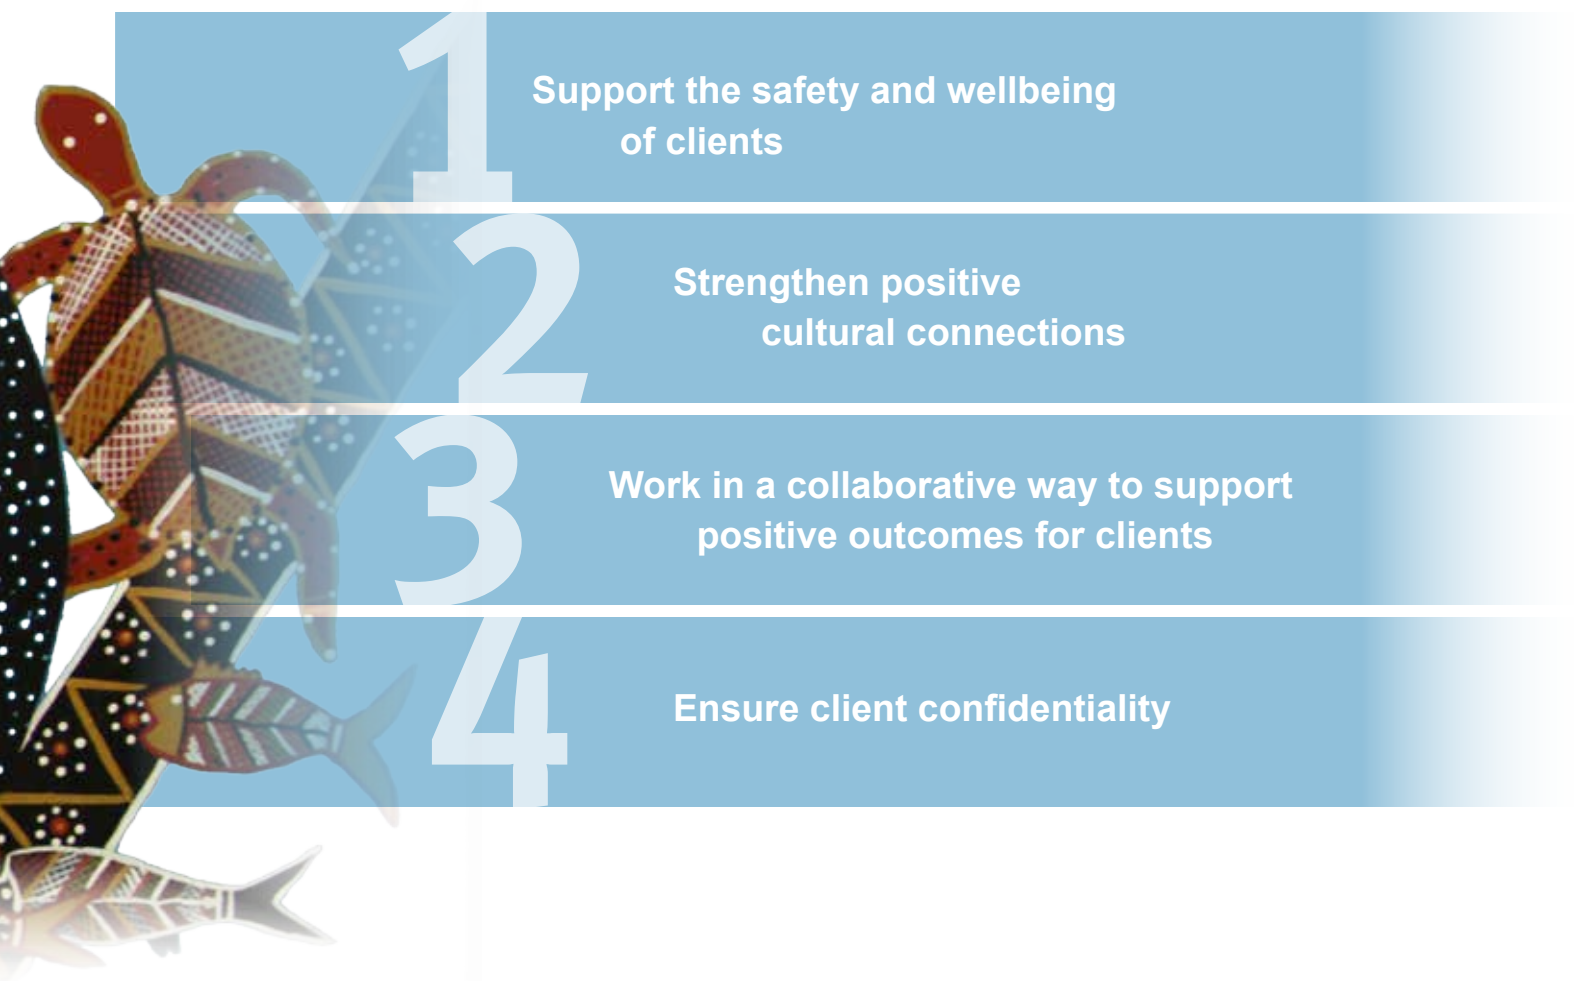 1
Support the safety and wellbeing
of clients
2
Strengthen positive
cultural connections
3
Work in a collaborative way to support
positive outcomes for clients
4
Ensure client confidentiality